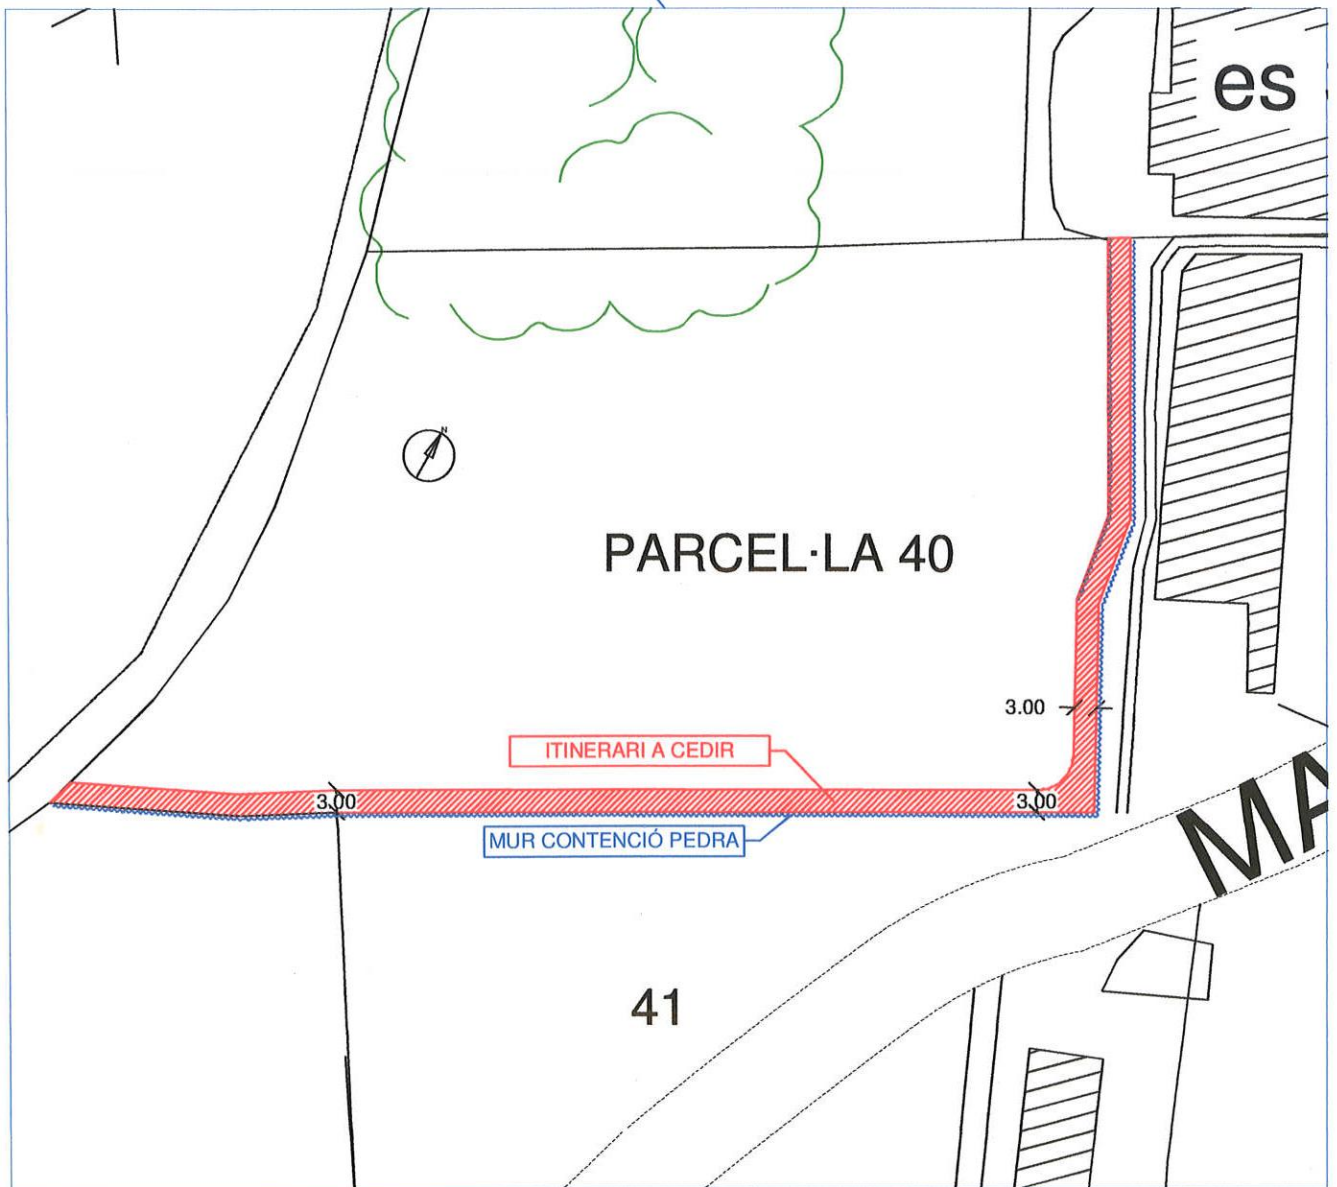 es
N
PARCEL·LA 40
3.00
ITINERARI A CEDIR
3.00
3.00
MUR CONTENCIÓ PEDRA
MA
41